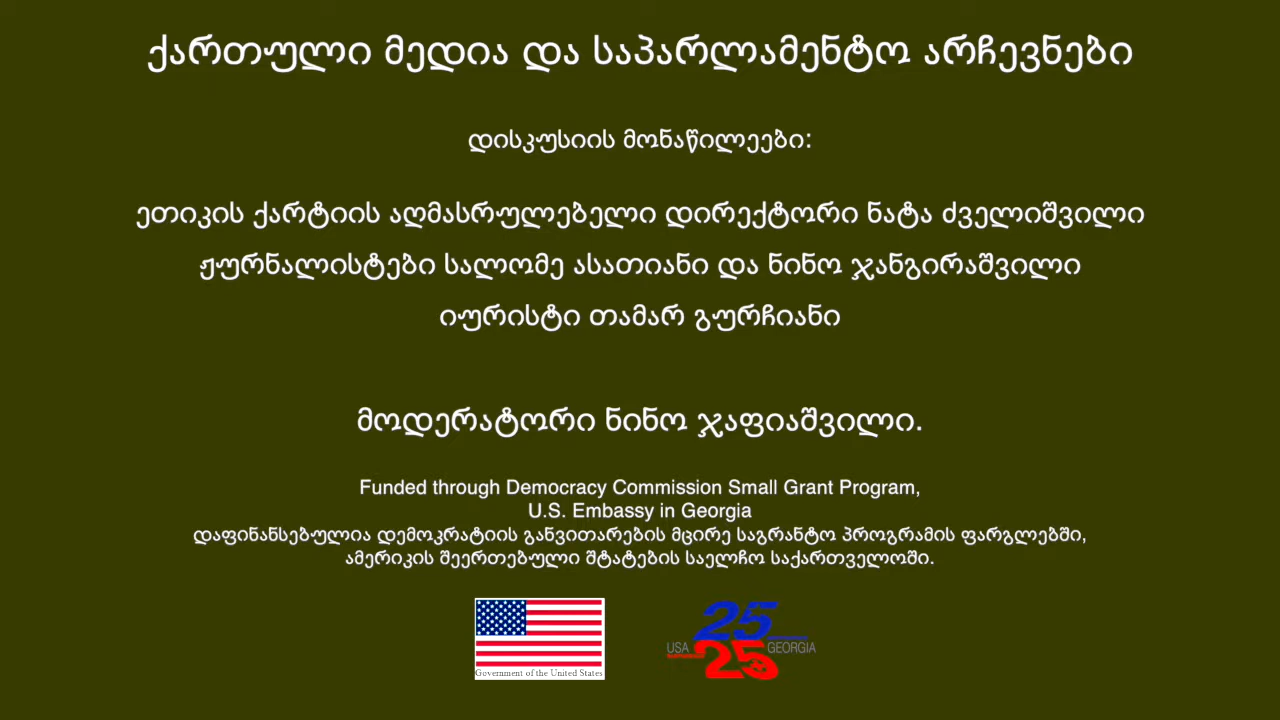 ქართული მედია და საპარლამენტო არჩევნები
დისკუსიის მონაწილეები:
ეთიკის ქარტიის აღმასრულებელი დირექტორი ნატა ძველიშვილი
ჟურნალისტები სალომე ასათიანი და ნინო ჯანგირაშვილი
იურისტი თამარ გურჩიანი
მოდერატორი ნინო ჯაფიაშვილი.
Funded through Democracy Commission Small Grant Program,
U.S. Embassy in Georgia
დაფინანსებულია დემოკრატიის განვითარების მცირე საგრანტო პროგრამის ფარგლებში,
ამერიკის შეერთებული შტატების საელჩო საქართველოში.
Government of the United States
25
USA GEORGIA
25